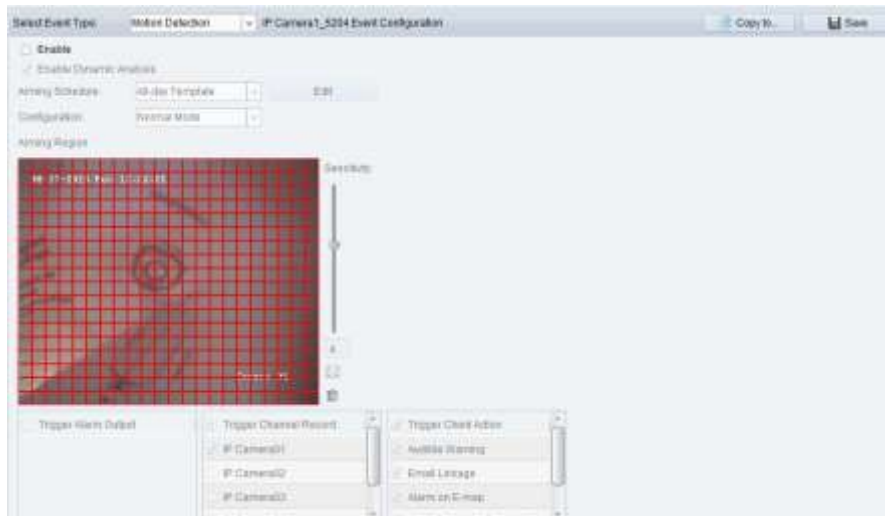 Select Event Type: Motion Detection IP Camera1_5204 Event Configuration Copy to... Save
Enable
Enable Dynamic Analysis
Arming Schedule: All-day Template Edit
Configuration: Normal Mode
Arming Region
Sensitivity:
Trigger Alarm Output Trigger Channel Record Trigger Client Action
IP Camera01 Audible Warning
IP Camera02 Email Linkage
IP Camera03 Alarm on E-map